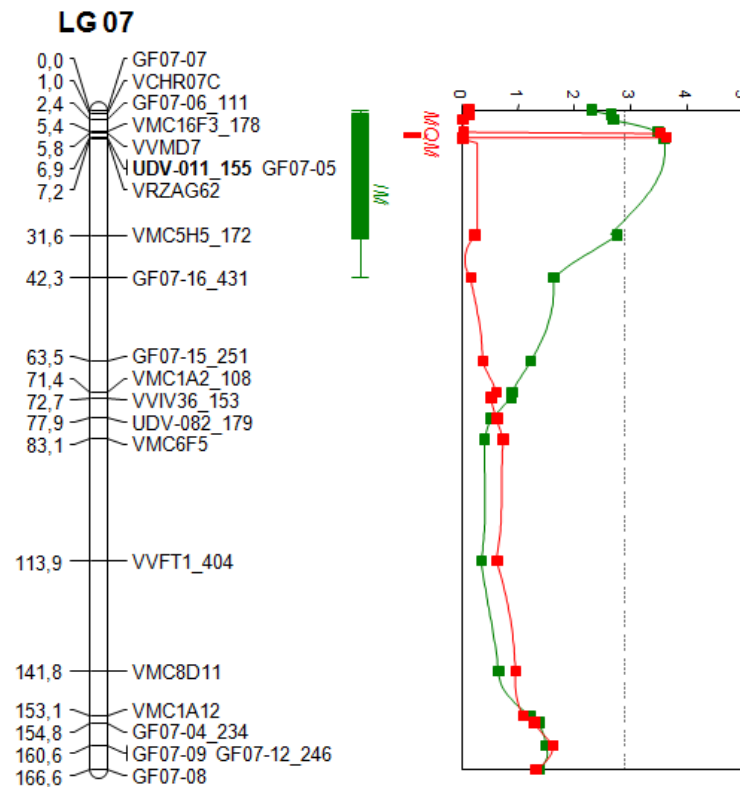 LG 07
0,0 GF07-07
1,0 VCHR07C
2,4 GF07-06_111
5,4 VMC16F3_178
5,8 VVMD7
6,9 UDV-011_155 GF07-05
7,2 VRZAG62
31,6 VMC5H5_172
42,3 GF07-16_431
63,5 GF07-15_251
71,4 VMC1A2_108
72,7 VVIV36_153
77,9 UDV-082_179
83,1 VMC6F5
113,9 VVFT1_404
141,8 VMC8D11
153,1 VMC1A12
154,8 GF07-04_234
160,6 GF07-09 GF07-12_246
166,6 GF07-08
IM
MQM
0 1 2 3 4 5